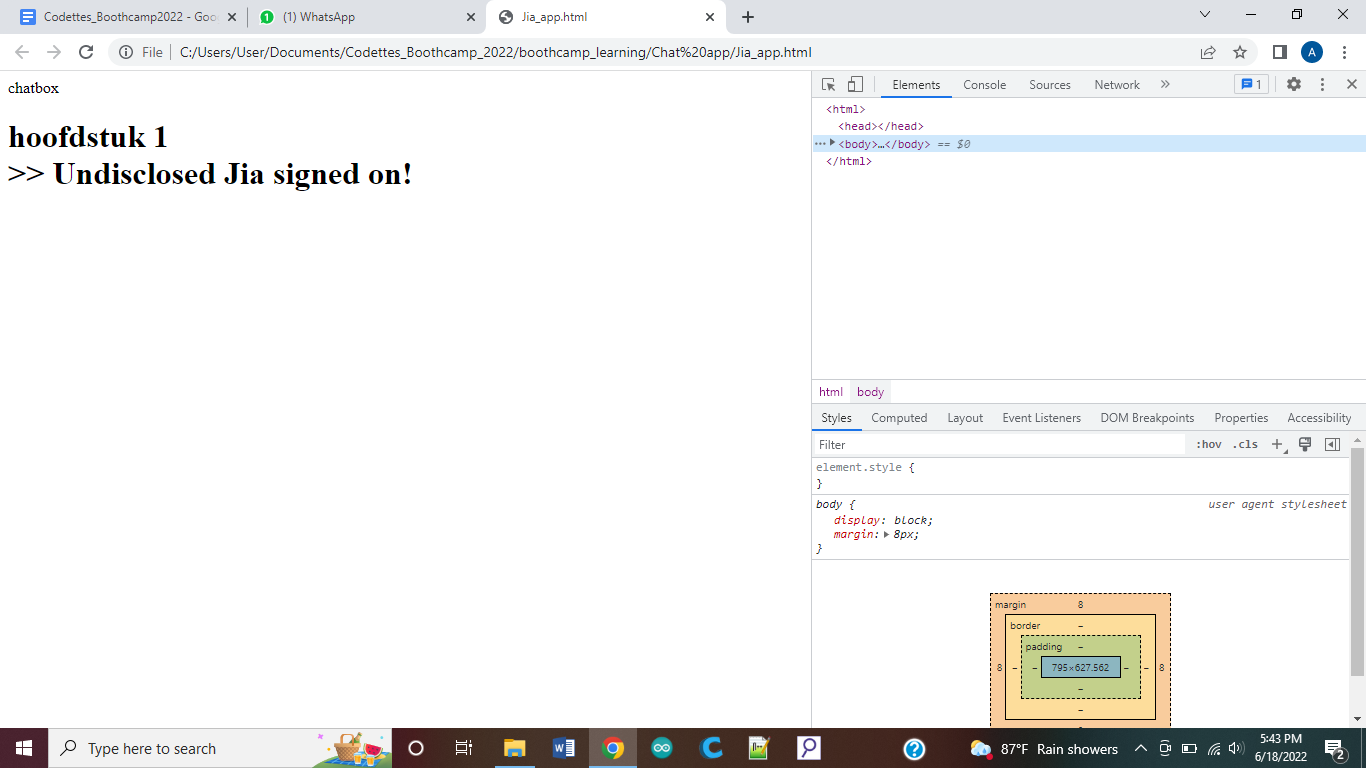 Codettes_Boothcamp2022 - Goo
(1) WhatsApp
Jia_app.html
File
C:/Users/User/Documents/Codettes_Boothcamp_2022/boothcamp_learning/Chat%20app/Jia_app.html
A
chatbox
hoofdstuk 1
>> Undisclosed Jia signed on!
Elements Console Sources Network » 1
<html>
<head></head>
<body>…</body> == $0
</html>
html body
Styles Computed Layout Event Listeners DOM Breakpoints Properties Accessibility
Filter :hov .cls +
element.style {
}
body { user agent stylesheet
display: block;
margin: 8px;
}
margin 8
border –
padding –
8 – – 795×627.562 – – 8
–
–
Type here to search
87°F Rain showers
5:43 PM
6/18/2022
2